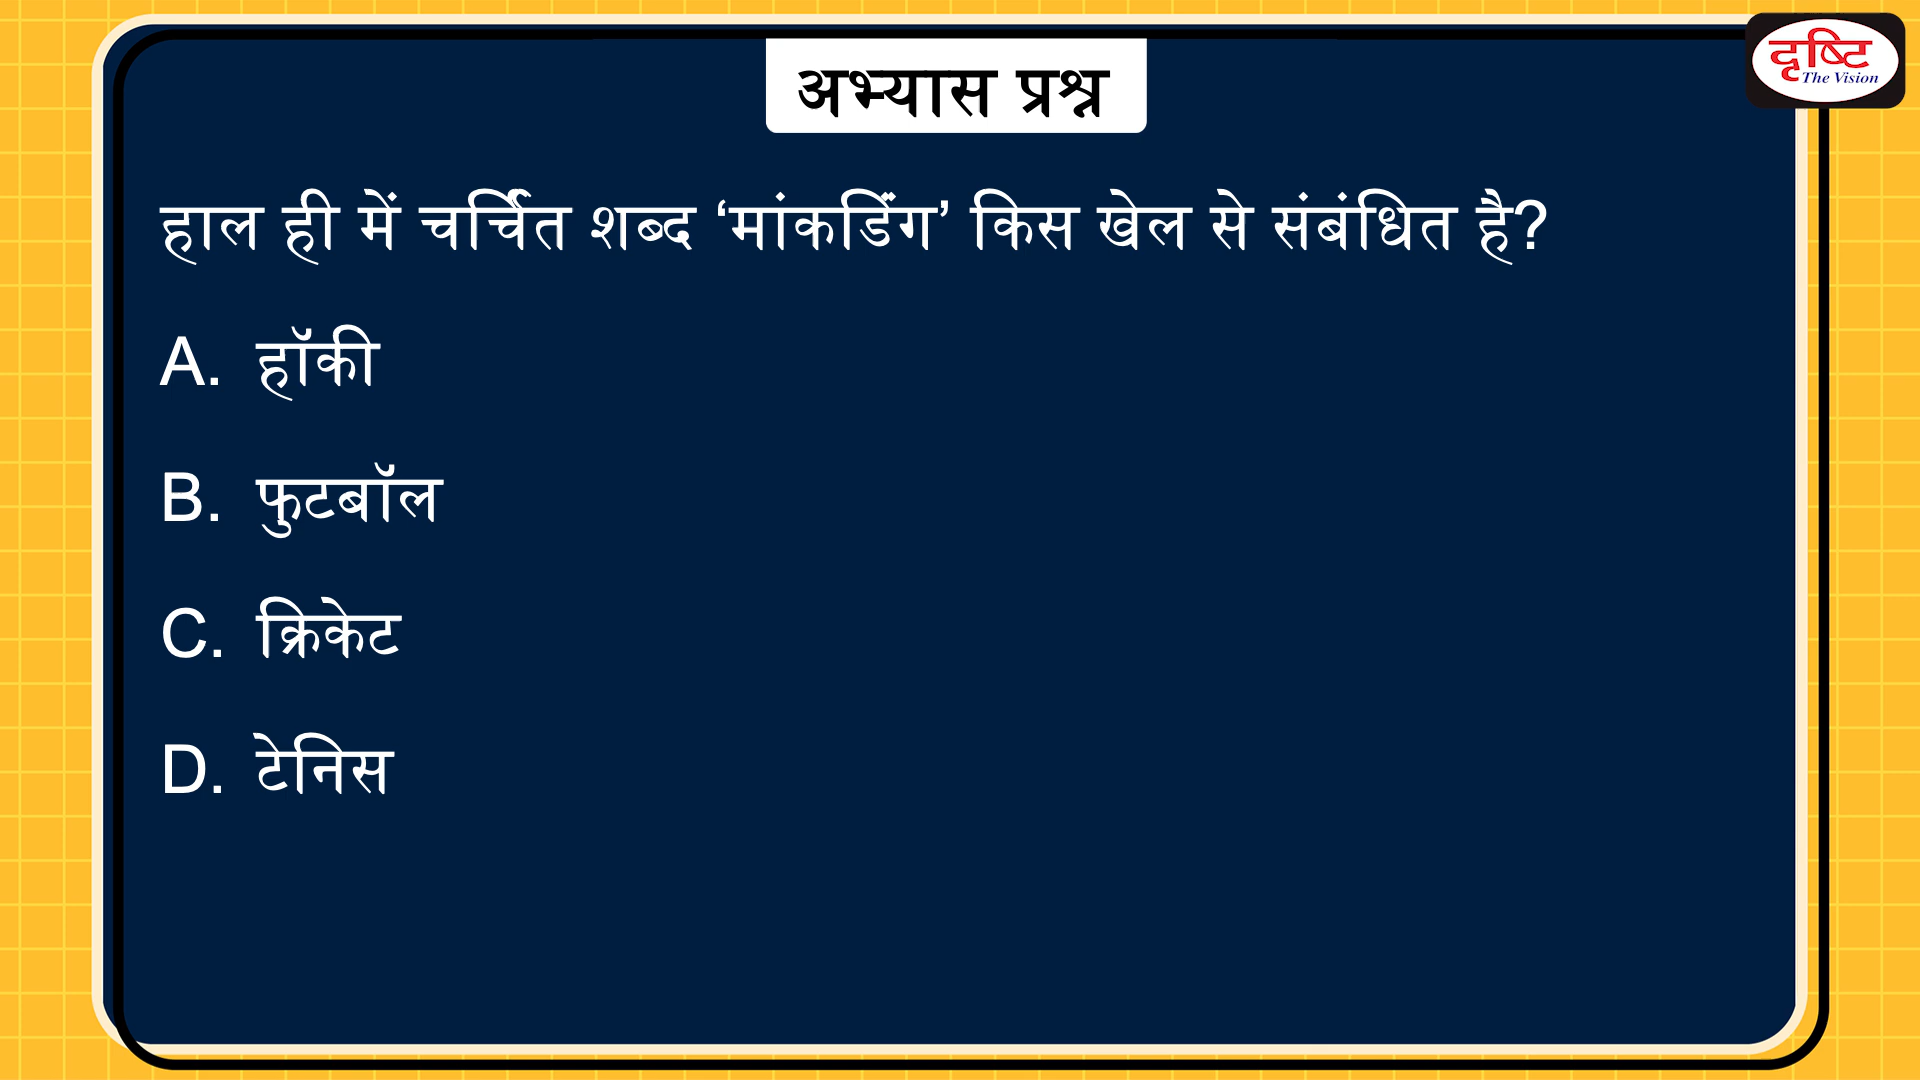 दृष्टि
The Vision
अभ्यास प्रश्न
हाल ही में चर्चित शब्द ‘मांकडिंग’ किस खेल से संबंधित है?
A. हॉकी
B. फुटबॉल
C. क्रिकेट
D. टेनिस